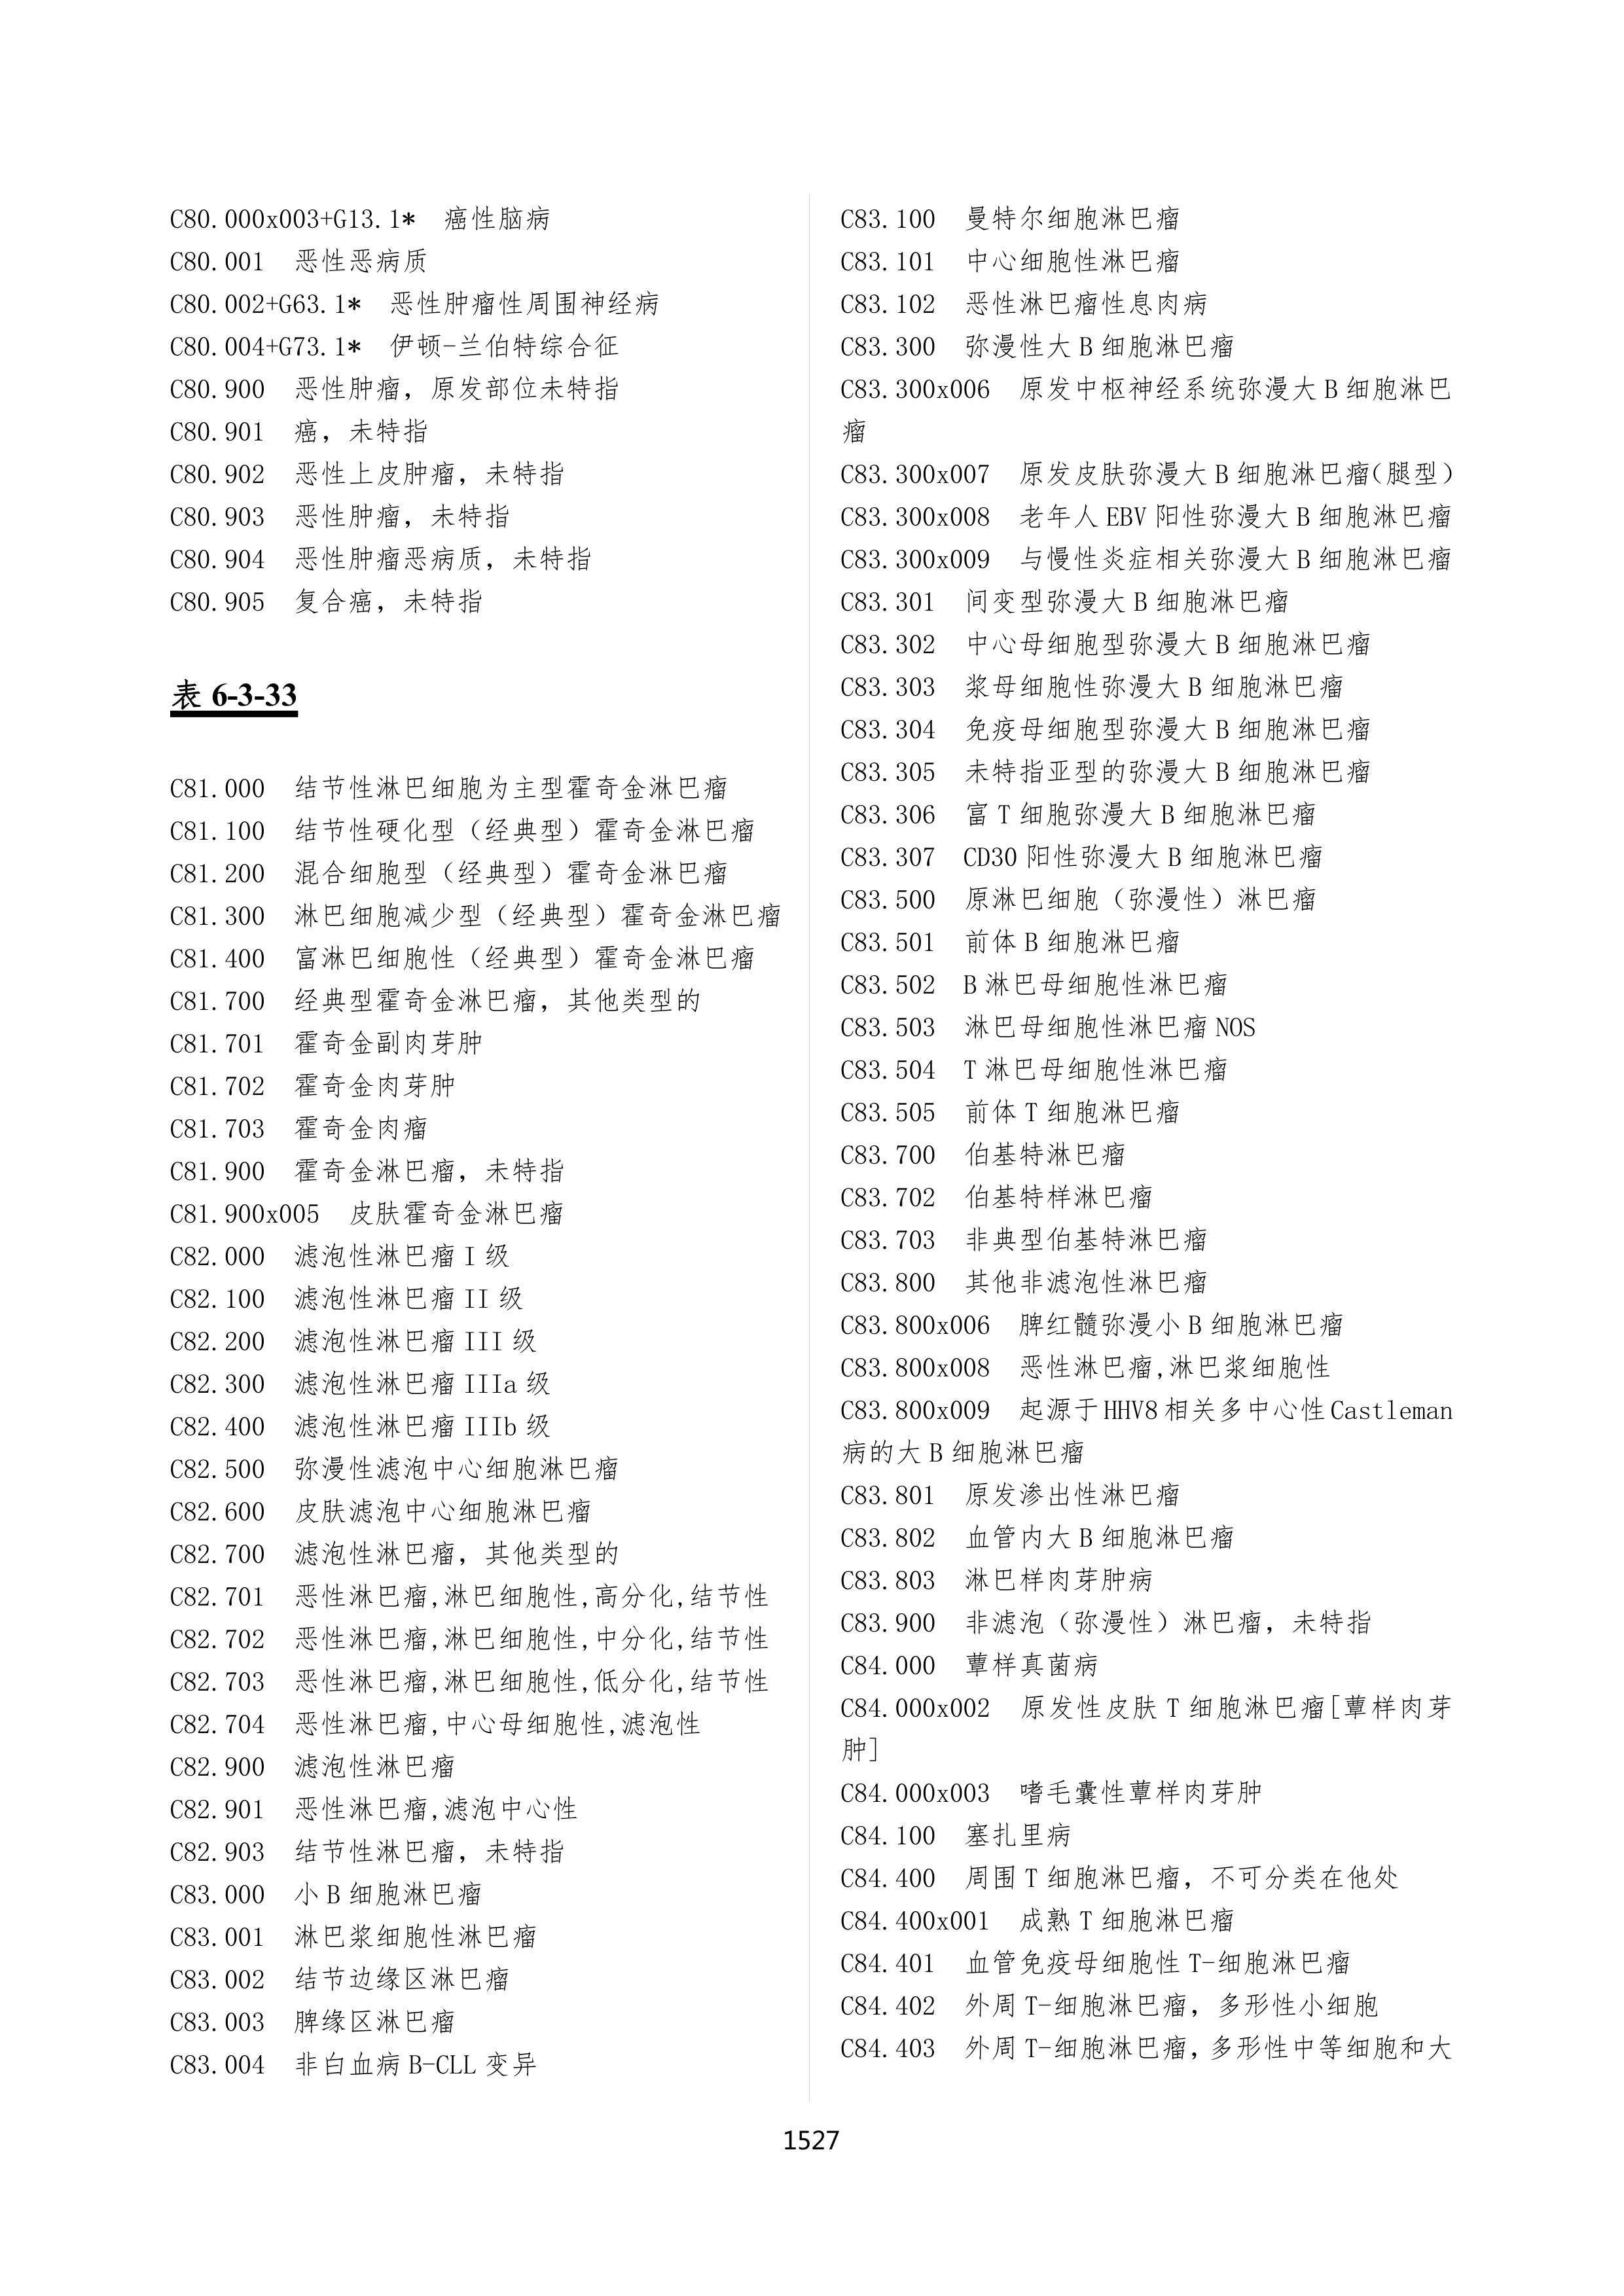 C80.000x003+G13.1*  癌性脑病
C80.001  恶性恶病质
C80.002+G63.1*  恶性肿瘤性周围神经病
C80.004+G73.1*  伊顿-兰伯特综合征
C80.900  恶性肿瘤，原发部位未特指
C80.901  癌，未特指
C80.902  恶性上皮肿瘤，未特指
C80.903  恶性肿瘤，未特指
C80.904  恶性肿瘤恶病质，未特指
C80.905  复合癌，未特指
表 6-3-33
C81.000  结节性淋巴细胞为主型霍奇金淋巴瘤
C81.100  结节性硬化型（经典型）霍奇金淋巴瘤
C81.200  混合细胞型（经典型）霍奇金淋巴瘤
C81.300  淋巴细胞减少型（经典型）霍奇金淋巴瘤
C81.400  富淋巴细胞性（经典型）霍奇金淋巴瘤
C81.700  经典型霍奇金淋巴瘤，其他类型的
C81.701  霍奇金副肉芽肿
C81.702  霍奇金肉芽肿
C81.703  霍奇金肉瘤
C81.900  霍奇金淋巴瘤，未特指
C81.900x005  皮肤霍奇金淋巴瘤
C82.000  滤泡性淋巴瘤 I 级
C82.100  滤泡性淋巴瘤 II 级
C82.200  滤泡性淋巴瘤 III 级
C82.300  滤泡性淋巴瘤 IIIa 级
C82.400  滤泡性淋巴瘤 IIIb 级
C82.500  弥漫性滤泡中心细胞淋巴瘤
C82.600  皮肤滤泡中心细胞淋巴瘤
C82.700  滤泡性淋巴瘤，其他类型的
C82.701  恶性淋巴瘤,淋巴细胞性,高分化,结节性
C82.702  恶性淋巴瘤,淋巴细胞性,中分化,结节性
C82.703  恶性淋巴瘤,淋巴细胞性,低分化,结节性
C82.704  恶性淋巴瘤,中心母细胞性,滤泡性
C82.900  滤泡性淋巴瘤
C82.901  恶性淋巴瘤,滤泡中心性
C82.903  结节性淋巴瘤，未特指
C83.000  小 B 细胞淋巴瘤
C83.001  淋巴浆细胞性淋巴瘤
C83.002  结节边缘区淋巴瘤
C83.003  脾缘区淋巴瘤
C83.004  非白血病 B-CLL 变异
C83.100  曼特尔细胞淋巴瘤
C83.101  中心细胞性淋巴瘤
C83.102  恶性淋巴瘤性息肉病
C83.300  弥漫性大 B 细胞淋巴瘤
C83.300x006  原发中枢神经系统弥漫大 B 细胞淋巴
瘤
C83.300x007  原发皮肤弥漫大 B 细胞淋巴瘤(腿型)
C83.300x008  老年人 EBV 阳性弥漫大 B 细胞淋巴瘤
C83.300x009  与慢性炎症相关弥漫大 B 细胞淋巴瘤
C83.301  间变型弥漫大 B 细胞淋巴瘤
C83.302  中心母细胞型弥漫大 B 细胞淋巴瘤
C83.303  浆母细胞性弥漫大 B 细胞淋巴瘤
C83.304  免疫母细胞型弥漫大 B 细胞淋巴瘤
C83.305  未特指亚型的弥漫大 B 细胞淋巴瘤
C83.306  富 T 细胞弥漫大 B 细胞淋巴瘤
C83.307  CD30 阳性弥漫大 B 细胞淋巴瘤
C83.500  原淋巴细胞（弥漫性）淋巴瘤
C83.501  前体 B 细胞淋巴瘤
C83.502  B 淋巴母细胞性淋巴瘤
C83.503  淋巴母细胞性淋巴瘤 NOS
C83.504  T 淋巴母细胞性淋巴瘤
C83.505  前体 T 细胞淋巴瘤
C83.700  伯基特淋巴瘤
C83.702  伯基特样淋巴瘤
C83.703  非典型伯基特淋巴瘤
C83.800  其他非滤泡性淋巴瘤
C83.800x006  脾红髓弥漫小 B 细胞淋巴瘤
C83.800x008  恶性淋巴瘤,淋巴浆细胞性
C83.800x009  起源于 HHV8 相关多中心性 Castleman
病的大 B 细胞淋巴瘤
C83.801  原发渗出性淋巴瘤
C83.802  血管内大 B 细胞淋巴瘤
C83.803  淋巴样肉芽肿病
C83.900  非滤泡（弥漫性）淋巴瘤，未特指
C84.000  蕈样真菌病
C84.000x002  原发性皮肤 T 细胞淋巴瘤[蕈样肉芽
肿]
C84.000x003  嗜毛囊性蕈样肉芽肿
C84.100  塞扎里病
C84.400  周围 T 细胞淋巴瘤，不可分类在他处
C84.400x001  成熟 T 细胞淋巴瘤
C84.401  血管免疫母细胞性 T-细胞淋巴瘤
C84.402  外周 T-细胞淋巴瘤，多形性小细胞
C84.403  外周 T-细胞淋巴瘤，多形性中等细胞和大
1527